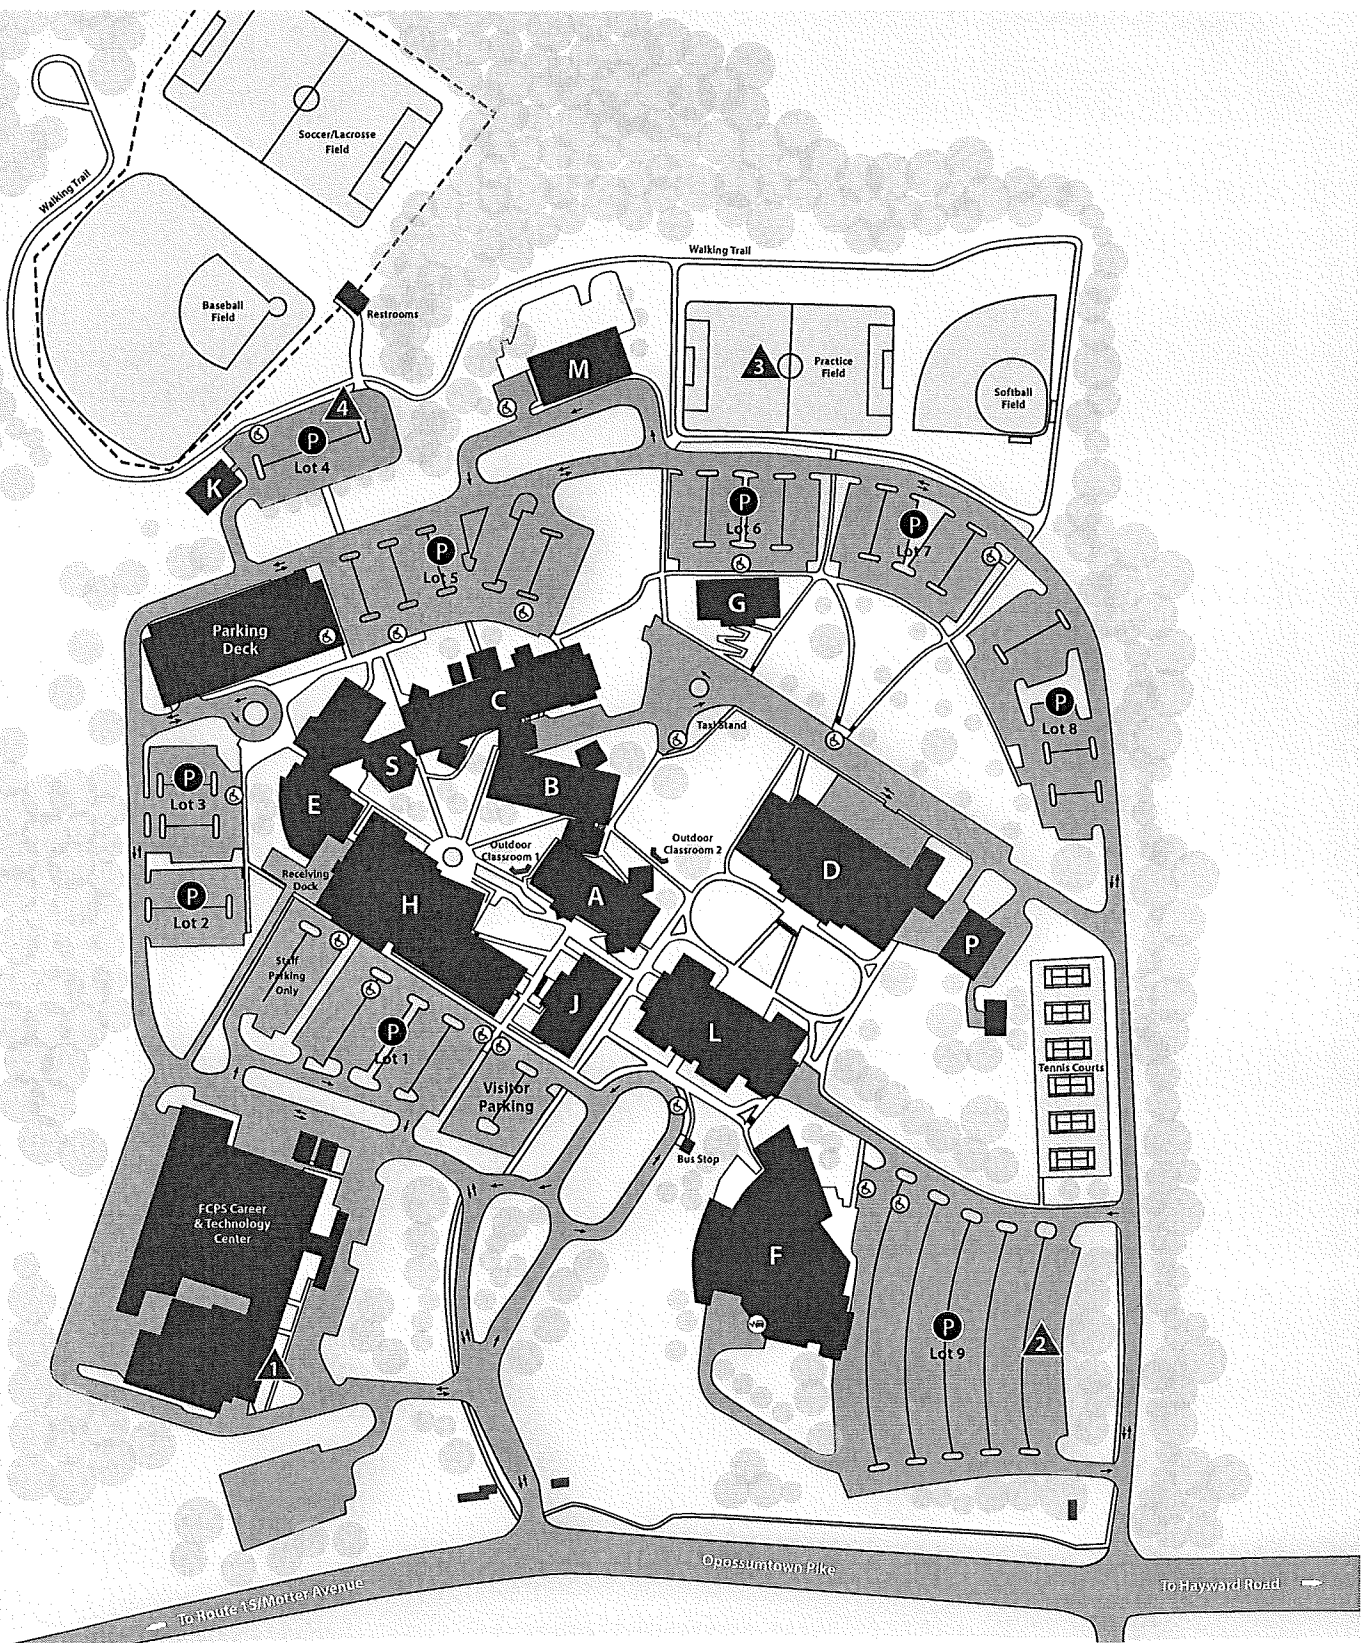 Soccer/Lacrosse
Field
Walking Trail
Walking Trail
Baseball
Field
Restrooms
M
3
Practice
Field
Softball
Field
4
P
Lot 4
K
P
Lot 6
P
Lot 7
P
Lot 5
G
Parking
Deck
C
P
Lot 8
Taxi Stand
S
B
P
Lot 3
E
Outdoor
Classroom 1
Outdoor
Classroom 2
D
Receiving
Dock
P
Lot 2
H
A
P
Staff
Parking
Only
J
P
Lot 1
L
Tennis Courts
Visitor
Parking
Bus Stop
FCPS Career
& Technology
Center
F
P
Lot 9
2
1
Opossumtown Pike
To Hayward Road
To Route 15/Motter Avenue